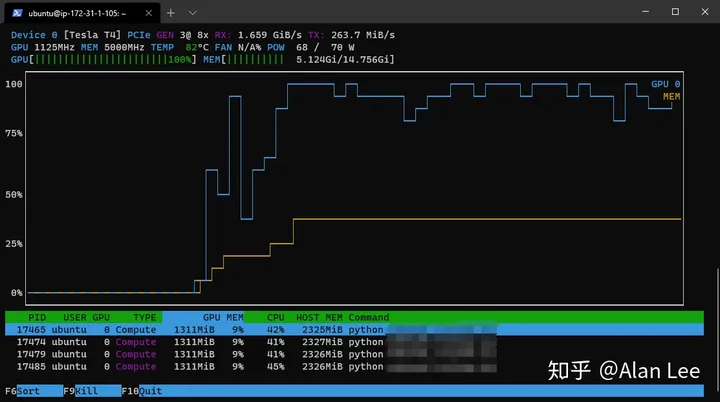 ubuntu@ip-172-31-1-105: ~
Device 0 [Tesla T4] PCIe GEN 3@ 8x RX: 1.659 GiB/s TX: 263.7 MiB/s
GPU 1125MHz MEM 5000MHz TEMP 82°C FAN N/A% POW 68 / 70 W
GPU[||||||||||||||||||||||||100%] MEM[|||||||||| 5.124Gi/14.756Gi]
100
GPU 0
MEM
75%
50%
25%
0%
PID USER GPU TYPE GPU MEM CPU HOST MEM Command
17465 ubuntu 0 Compute 1311MiB 9% 42% 2325MiB python
17474 ubuntu 0 Compute 1311MiB 9% 41% 2327MiB python
17479 ubuntu 0 Compute 1311MiB 9% 41% 2326MiB python
17485 ubuntu 0 Compute 1311MiB 9% 45% 2326MiB python
知乎 @Alan Lee
F6Sort F9Kill F10Quit